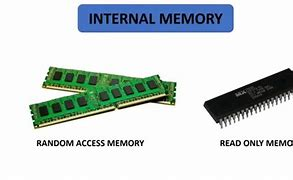 INTERNAL MEMORY
RANDOM ACCESS MEMORY
READ ONLY MEMO